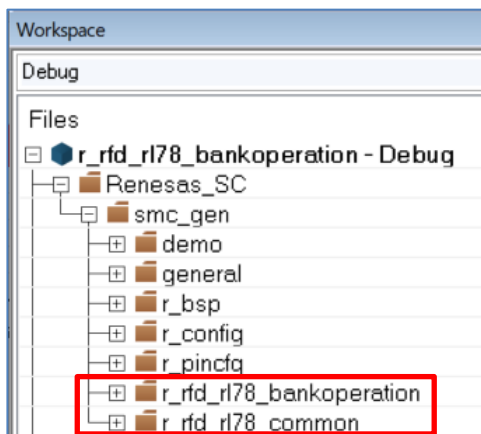 Workspace
Debug
Files
r_rfd_rl78_bankoperation - Debug
Renesas_SC
smc_gen
demo
general
r_bsp
r_config
r_pincfg
r_rfd_rl78_bankoperation
r_rfd_rl78_common